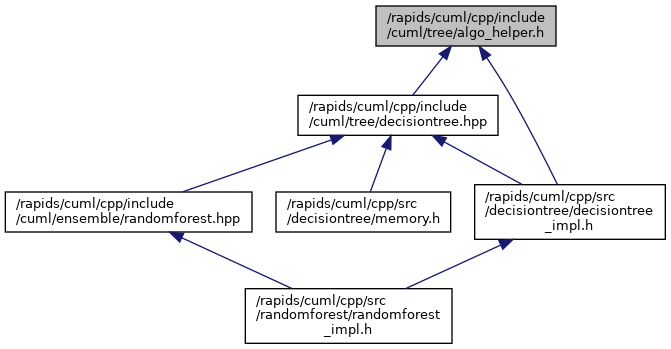 /rapids/cuml/cpp/include
/cuml/tree/algo_helper.h
/rapids/cuml/cpp/include
/cuml/tree/decisiontree.hpp
/rapids/cuml/cpp/include
/cuml/ensemble/randomforest.hpp
/rapids/cuml/cpp/src
/decisiontree/memory.h
/rapids/cuml/cpp/src
/decisiontree/decisiontree
_impl.h
/rapids/cuml/cpp/src
/randomforest/randomforest
_impl.h